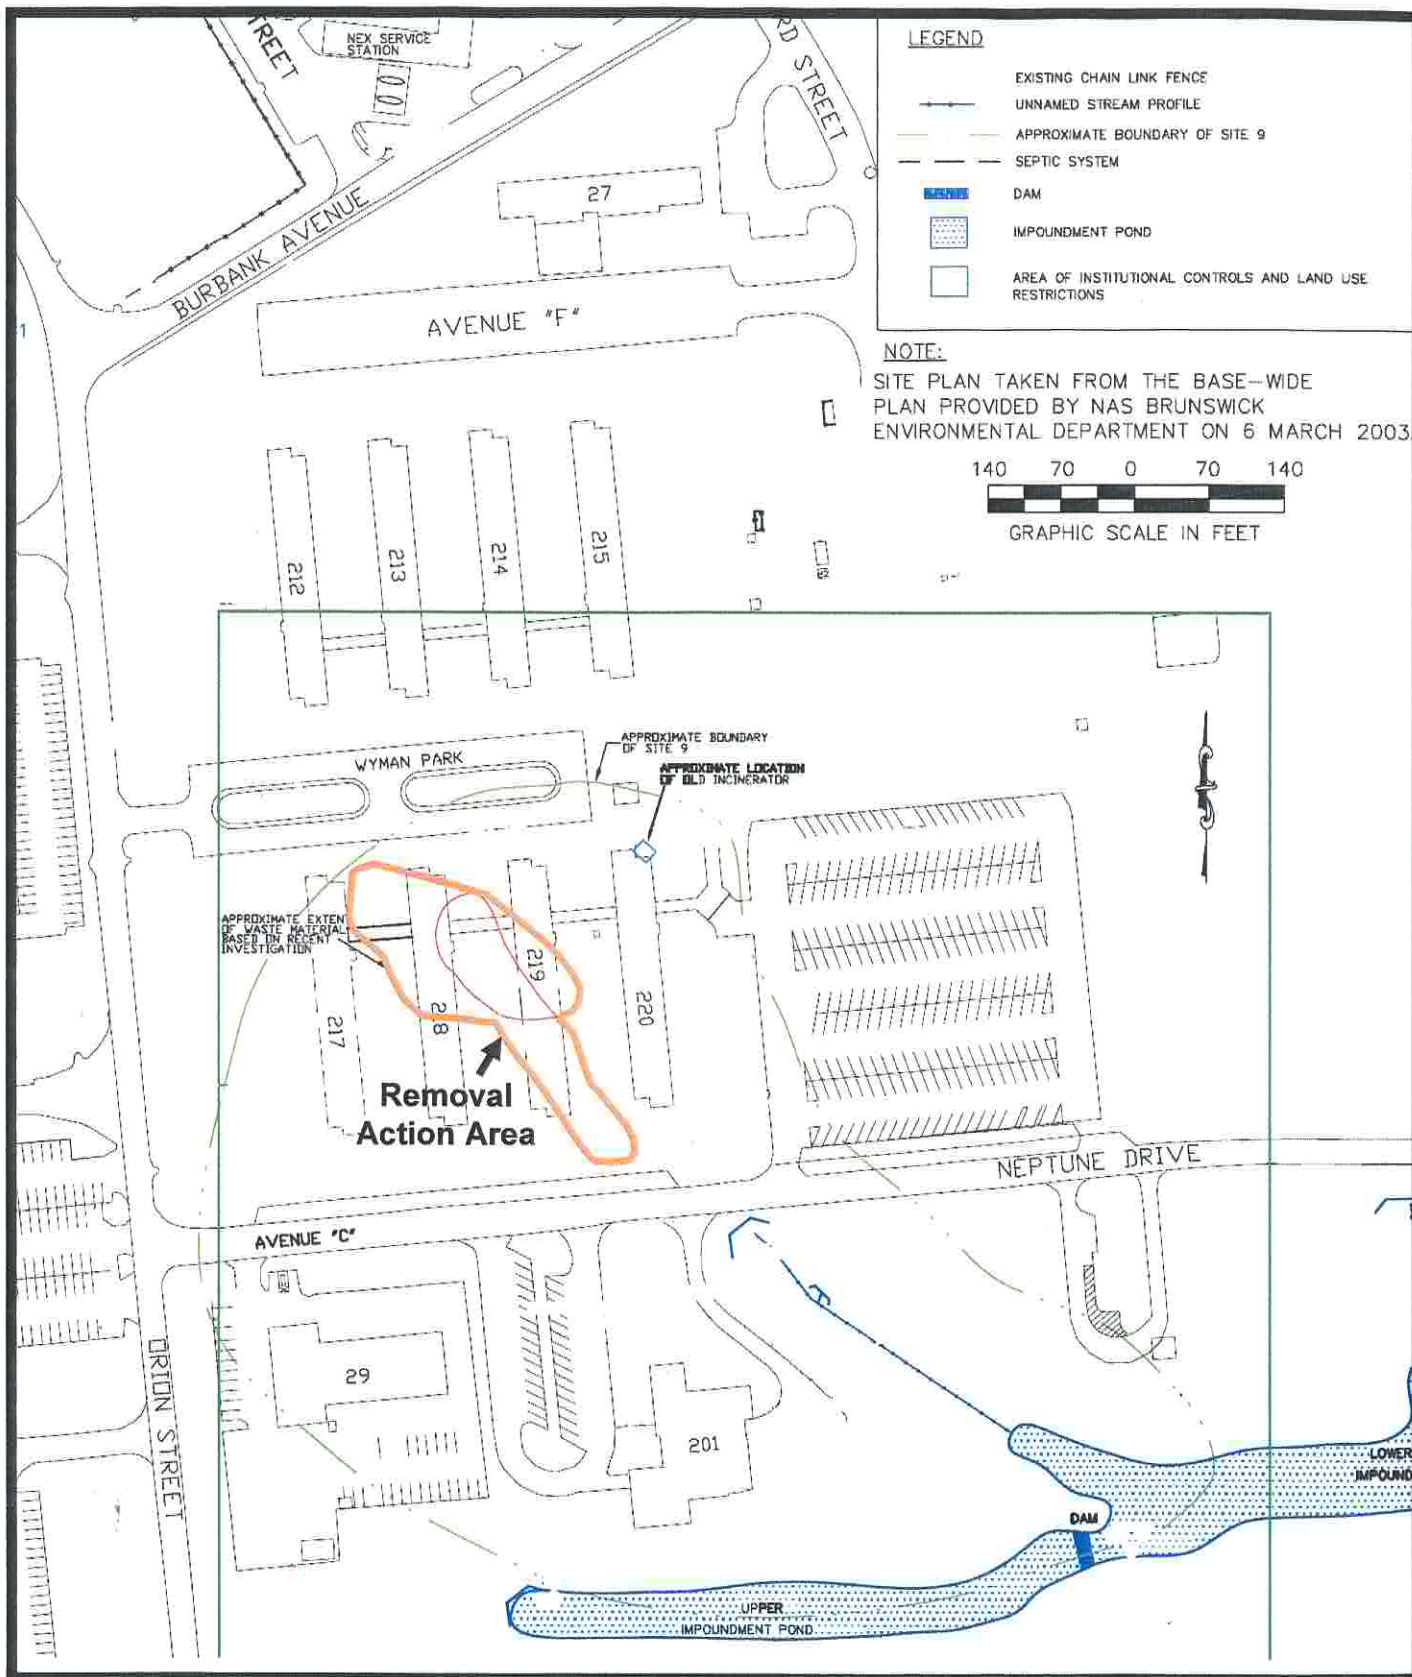 STREET
NEX SERVICE
STATION
RD STREET
LEGEND
EXISTING CHAIN LINK FENCE
UNNAMED STREAM PROFILE
APPROXIMATE BOUNDARY OF SITE 9
SEPTIC SYSTEM
DAM
IMPOUNDMENT POND
AREA OF INSTITUTIONAL CONTROLS AND LAND USE
RESTRICTIONS
BURBANK AVENUE
27
AVENUE "F"
1
NOTE:
SITE PLAN TAKEN FROM THE BASE-WIDE
PLAN PROVIDED BY NAS BRUNSWICK
ENVIRONMENTAL DEPARTMENT ON 6 MARCH 2003
140 70 0 70 140
GRAPHIC SCALE IN FEET
212
213
214
215
WYMAN PARK
APPROXIMATE BOUNDARY
OF SITE 9
APPROXIMATE LOCATION
OF OLD INCINERATOR
APPROXIMATE EXTEN
OF WASTE MATERIAL
BASED ON RECENT
INVESTIGATION
217
218
219
220
Removal
Action Area
NEPTUNE DRIVE
AVENUE "C"
ORION STREET
29
201
LOWER
IMPOUND
DAM
UPPER
IMPOUNDMENT POND